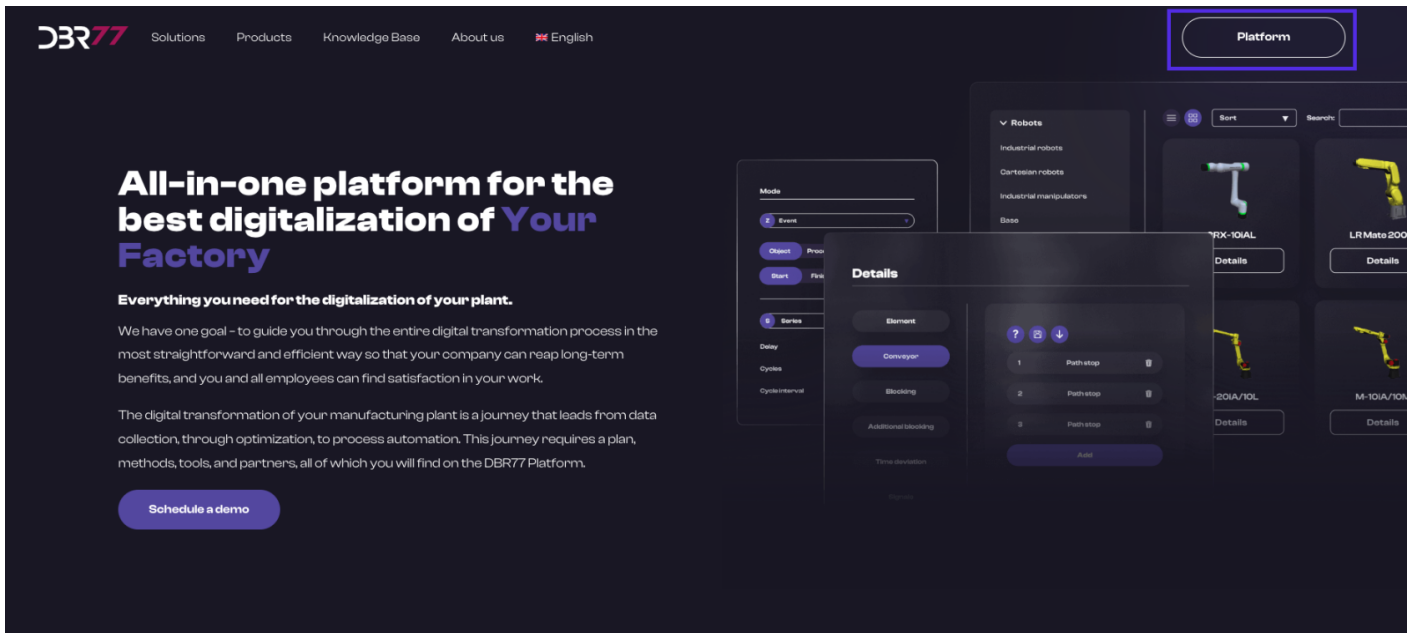 DBR77
Solutions
Products
Knowledge Base
About us
English
Platform
All-in-one platform for the
best digitalization of Your
Factory
Everything you need for the digitalization of your plant.
We have one goal – to guide you through the entire digital transformation process in the
most straightforward and efficient way so that your company can reap long-term
benefits, and you and all employees can find satisfaction in your work.
The digital transformation of your manufacturing plant is a journey that leads from data
collection, through optimization, to process automation. This journey requires a plan,
methods, tools, and partners, all of which you will find on the DBR77 Platform.
Schedule a demo
Mode
Event
Object
Start
Series
Delay
Cycles
Cycle interval
Robots
Industrial robots
Cartesian robots
Industrial manipulators
Base
Sort
Search:
RX-10iAL
Details
LR Mate 200
Details
-20iA/10L
Details
M-10iA/10M
Details
Details
Element
Conveyor
Blocking
Additional blocking
Time deviation
?
1 Path stop
2 Path stop
3 Path stop
Add